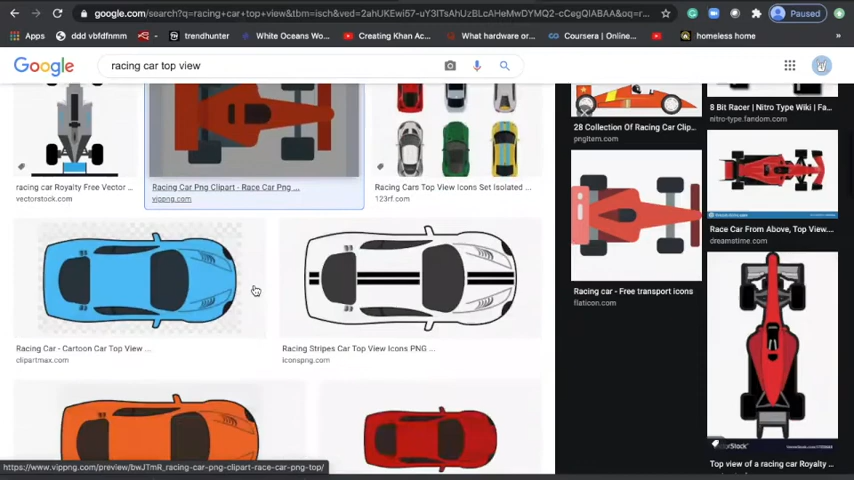 google.com/search?q=racing+car+top+view&tbm=isch&ved=2ahUKEwi57-uY3ITsAhUzBLcAHeMwDYMQ2-cCegQIABAA&oq=r...
Paused
Apps
ddd vbfdfnmm
trendhunter
White Oceans Wo...
Creating Khan Ac...
What hardware or...
Coursera | Online...
homeless home
»
Google
racing car top view
racing car Royalty Free Vector ...
vectorstock.com
Racing Car Png Clipart - Race Car Png ...
vippng.com
Racing Cars Top View Icons Set Isolated ...
123rf.com
28 Collection Of Racing Car Clip...
pngitem.com
8 Bit Racer | Nitro Type Wiki | Fa...
nitro-type.fandom.com
Race Car From Above, Top View...
dreamstime.com
Racing car - Free transport icons
flaticon.com
Racing Car - Cartoon Car Top View ...
clipartmax.com
Racing Stripes Car Top View Icons PNG ...
iconspng.com
VectorStock
Top view of a racing car Royalty ...
https://www.vippng.com/preview/bwJTmR_racing-car-png-clipart-race-car-png-top/